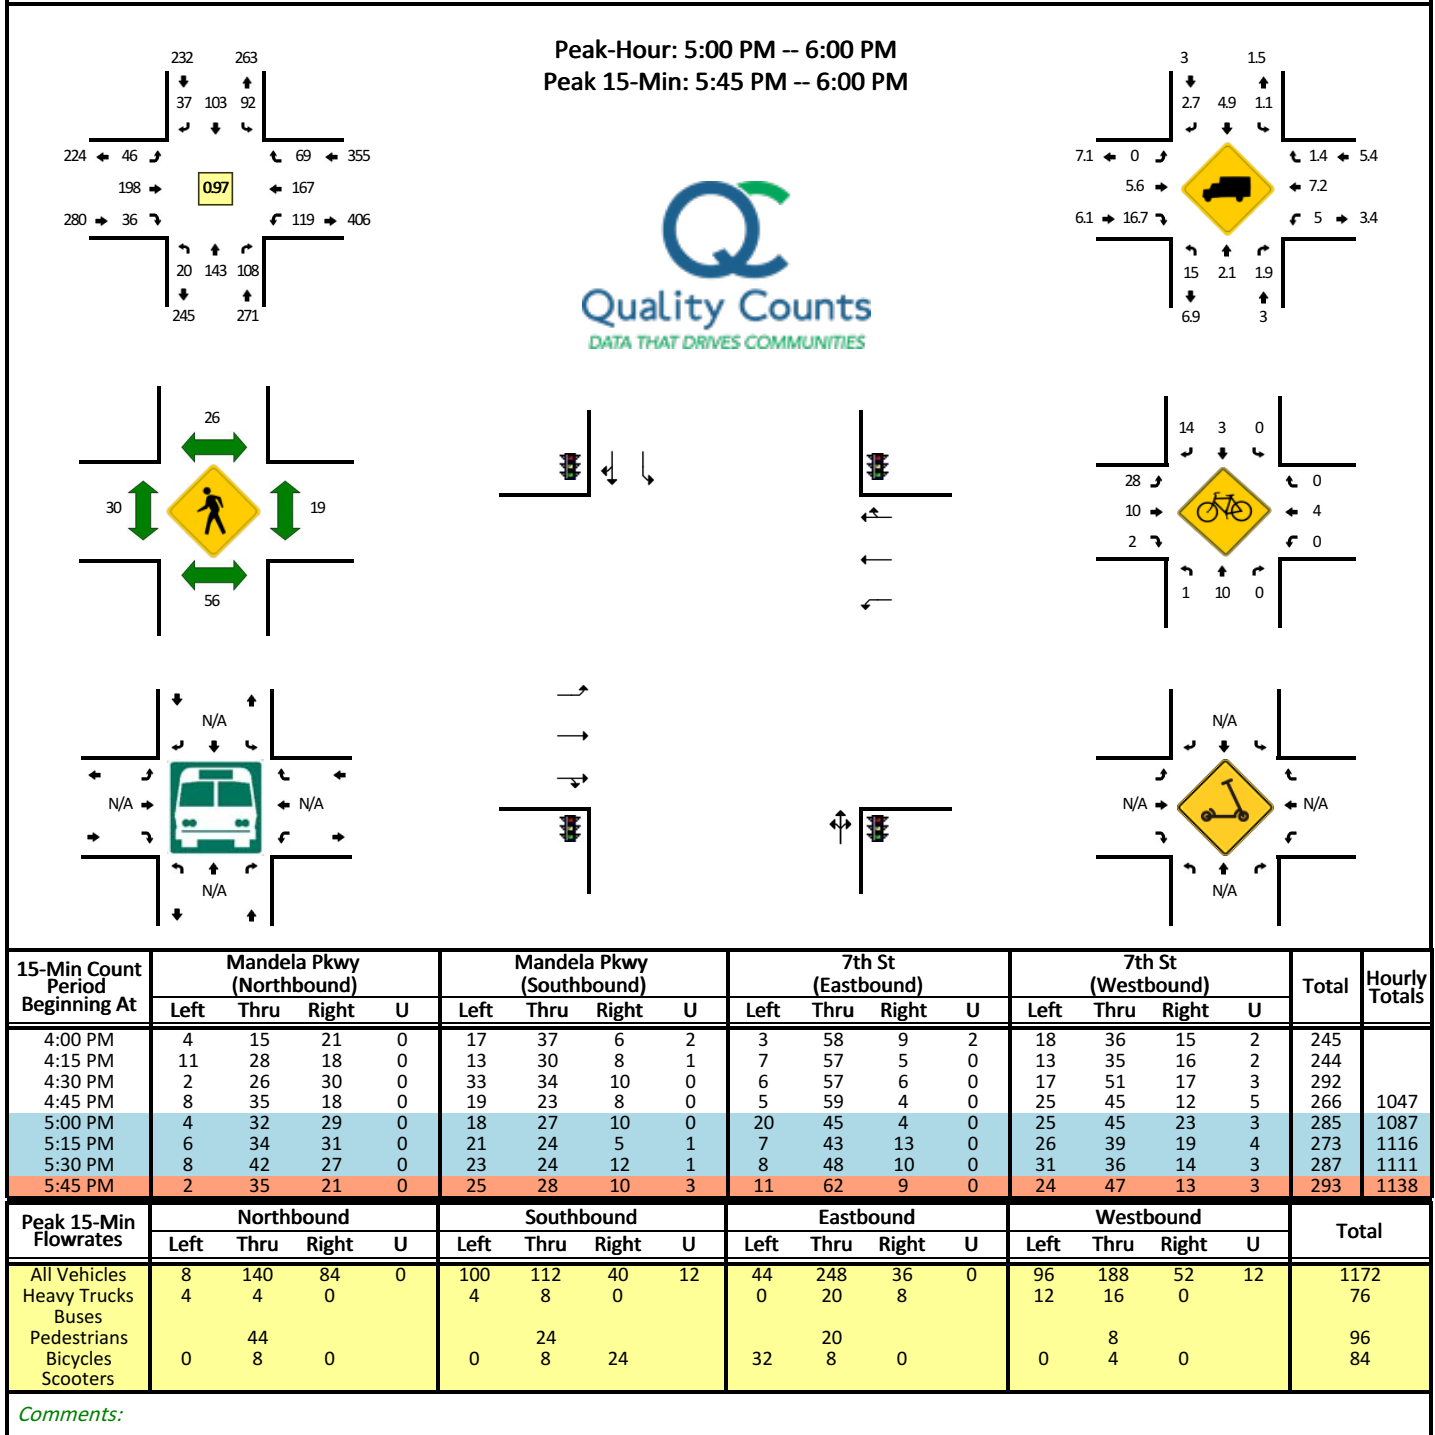 Peak-Hour: 5:00 PM -- 6:00 PM
Peak 15-Min: 5:45 PM -- 6:00 PM
232 263
37 103 92
224 46 69 355
198 0.97 167
280 36 119 406
20 143 108
245 271
Quality Counts
DATA THAT DRIVES COMMUNITIES
3 1.5
2.7 4.9 1.1
7.1 0 1.4 5.4
5.6 7.2
6.1 16.7 5 3.4
15 2.1 1.9
6.9 3
26
30 19
56
14 3 0
28 0
10 4
2 0
1 10 0
N/A
N/A N/A
N/A
N/A
N/A N/A
N/A
15-Min Count Period Beginning At Mandela Pkwy (Northbound) Mandela Pkwy (Southbound) 7th St (Eastbound) 7th St (Westbound) Total Hourly Totals
Left Thru Right U Left Thru Right U Left Thru Right U Left Thru Right U
4:00 PM 4 15 21 0 17 37 6 2 3 58 9 2 18 36 15 2 245
4:15 PM 11 28 18 0 13 30 8 1 7 57 5 0 13 35 16 2 244
4:30 PM 2 26 30 0 33 34 10 0 6 57 6 0 17 51 17 3 292
4:45 PM 8 35 18 0 19 23 8 0 5 59 4 0 25 45 12 5 266 1047
5:00 PM 4 32 29 0 18 27 10 0 20 45 4 0 25 45 23 3 285 1087
5:15 PM 6 34 31 0 21 24 5 1 7 43 13 0 26 39 19 4 273 1116
5:30 PM 8 42 27 0 23 24 12 1 8 48 10 0 31 36 14 3 287 1111
5:45 PM 2 35 21 0 25 28 10 3 11 62 9 0 24 47 13 3 293 1138
Peak 15-Min Flowrates Northbound Southbound Eastbound Westbound Total
Left Thru Right U Left Thru Right U Left Thru Right U Left Thru Right U
All Vehicles 8 140 84 0 100 112 40 12 44 248 36 0 96 188 52 12 1172
Heavy Trucks 4 4 0 4 8 0 0 20 8 12 16 0 76
Buses
Pedestrians 44 24 20 8 96
Bicycles 0 8 0 0 8 24 32 8 0 0 4 0 84
Scooters
Comments: